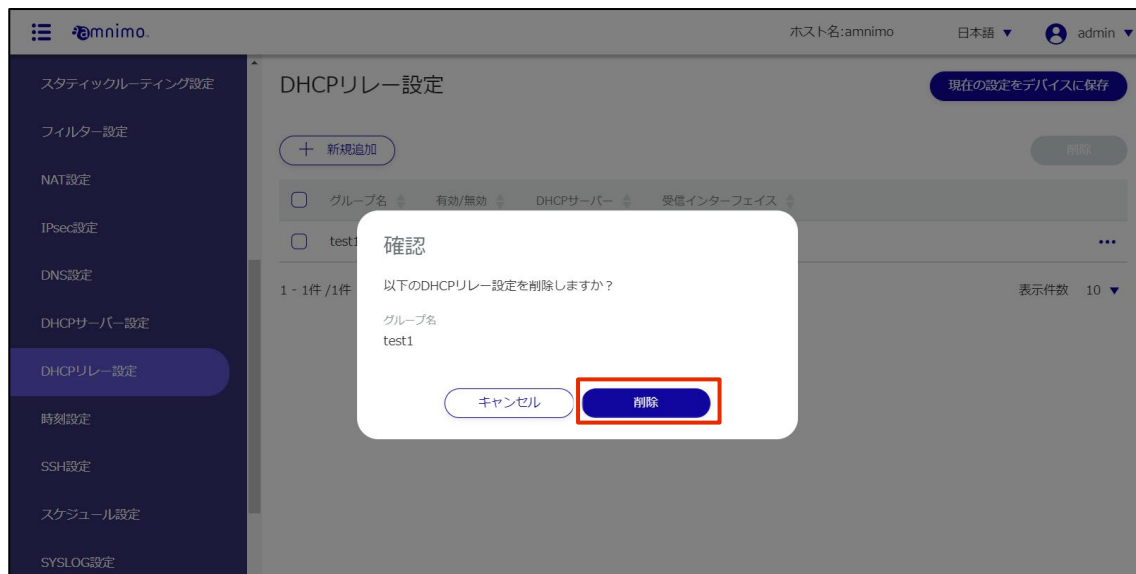 amnimo.
ホスト名:amnimo
日本語 ▼
admin ▼
スタティックルーティング設定
フィルター設定
NAT設定
IPsec設定
DNS設定
DHCPサーバー設定
DHCPリレー設定
時刻設定
SSH設定
スケジュール設定
SYSLOG設定
DHCPリレー設定
現在の設定をデバイスに保存
＋ 新規追加
削除
グループ名 有効/無効 DHCPサーバー 受信インターフェイス
test1
1 - 1件 /1件
表示件数 10 ▼
確認
以下のDHCPリレー設定を削除しますか？
グループ名
test1
キャンセル
削除